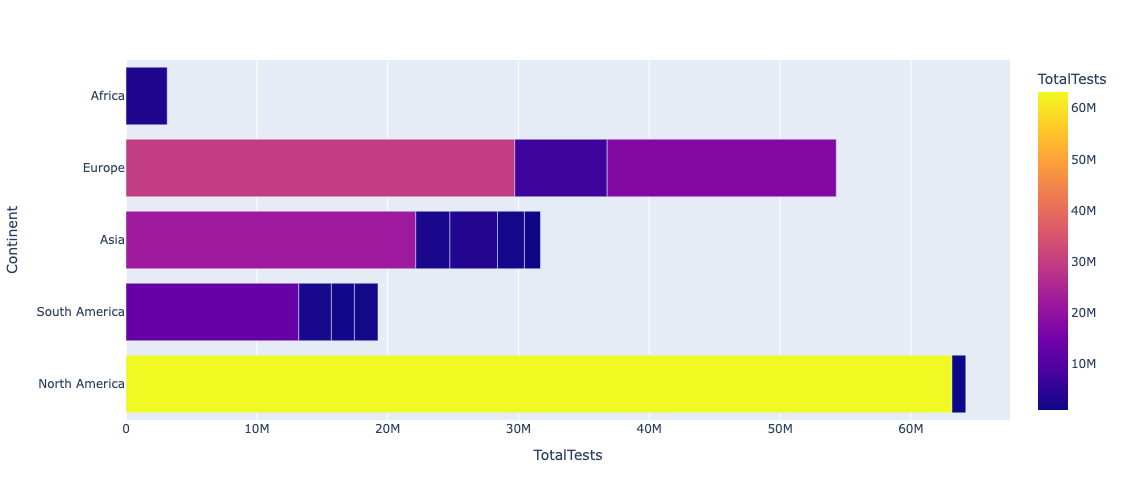 TotalTests
60M
50M
40M
30M
20M
10M
Africa
Europe
Asia
South America
North America
Continent
0 10M 20M 30M 40M 50M 60M
TotalTests